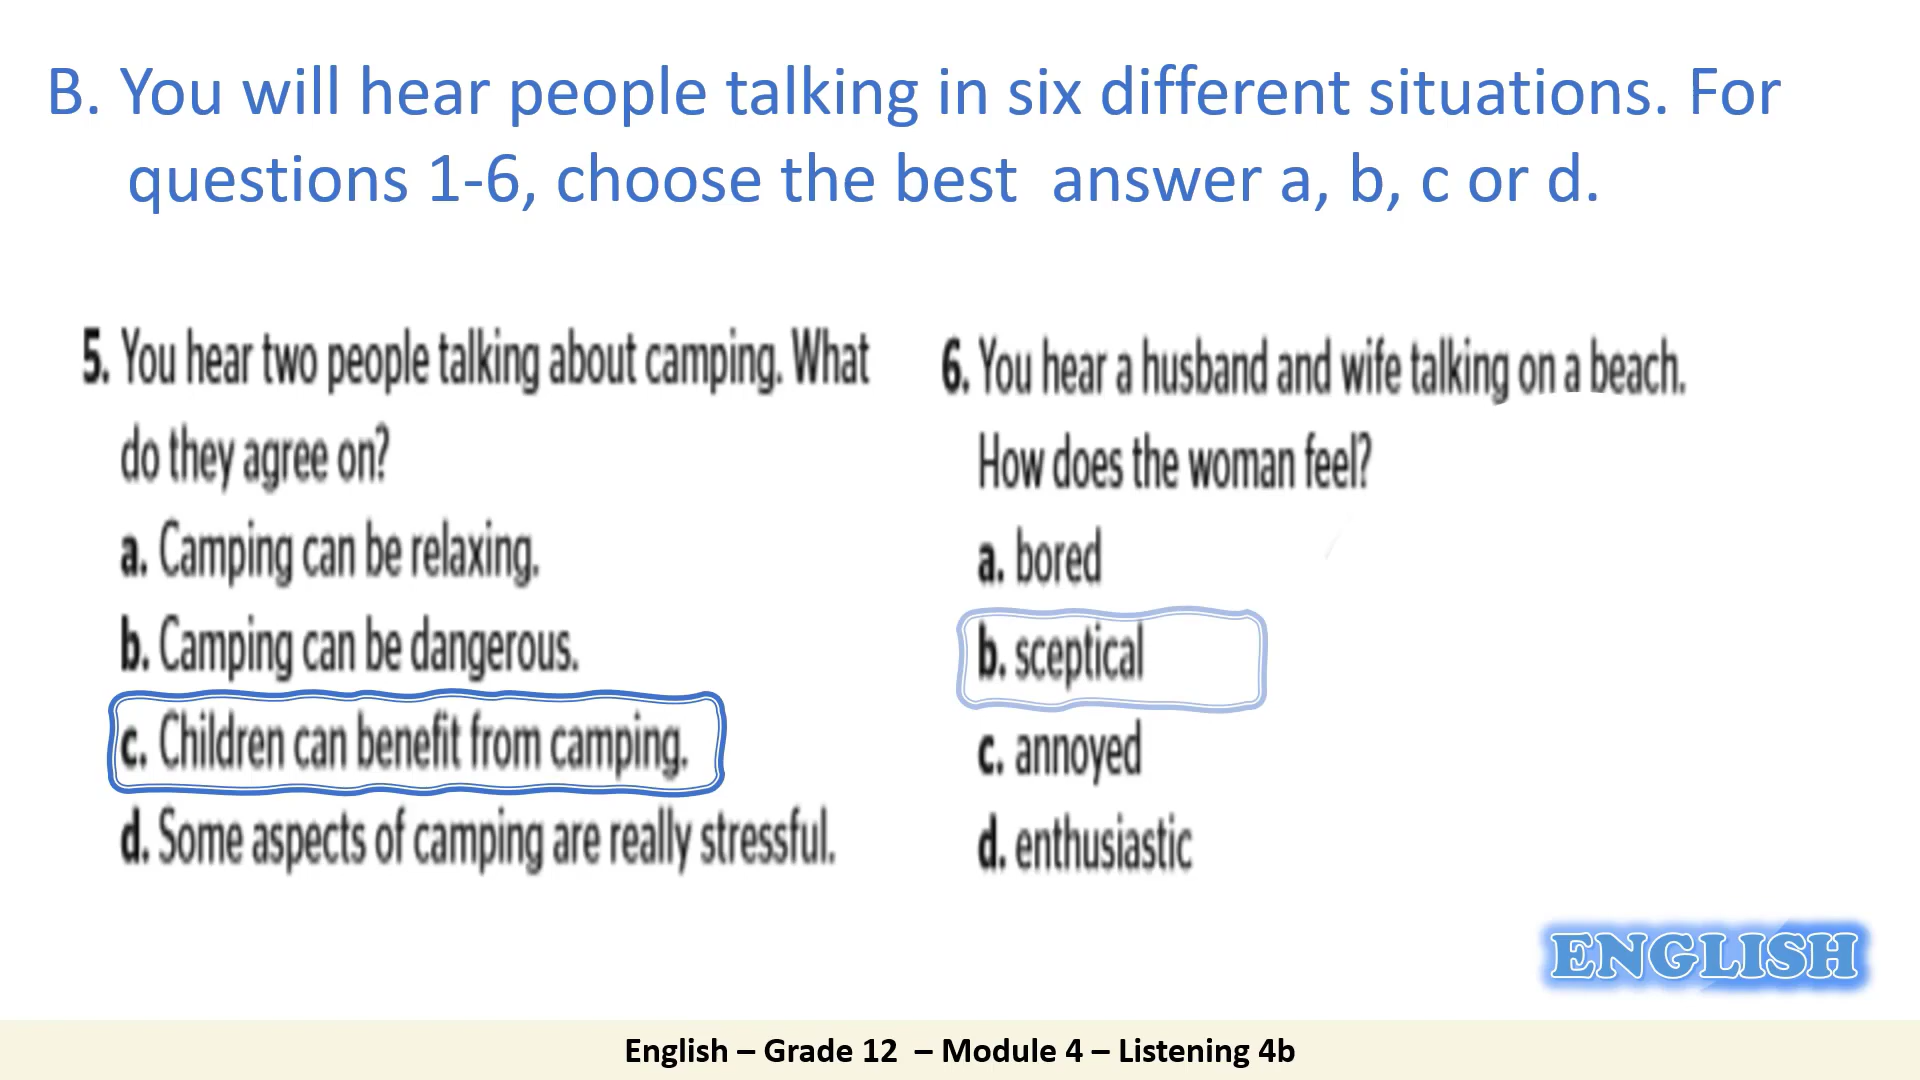 B. You will hear people talking in six different situations. For
questions 1-6, choose the best answer a, b, c or d.
5. You hear two people talking about camping. What
do they agree on?
a. Camping can be relaxing.
b. Camping can be dangerous.
c. Children can benefit from camping.
d. Some aspects of camping are really stressful.
6. You hear a husband and wife talking on a beach.
How does the woman feel?
a. bored
b. sceptical
c. annoyed
d. enthusiastic
ENGLISH
English – Grade 12 – Module 4 – Listening 4b